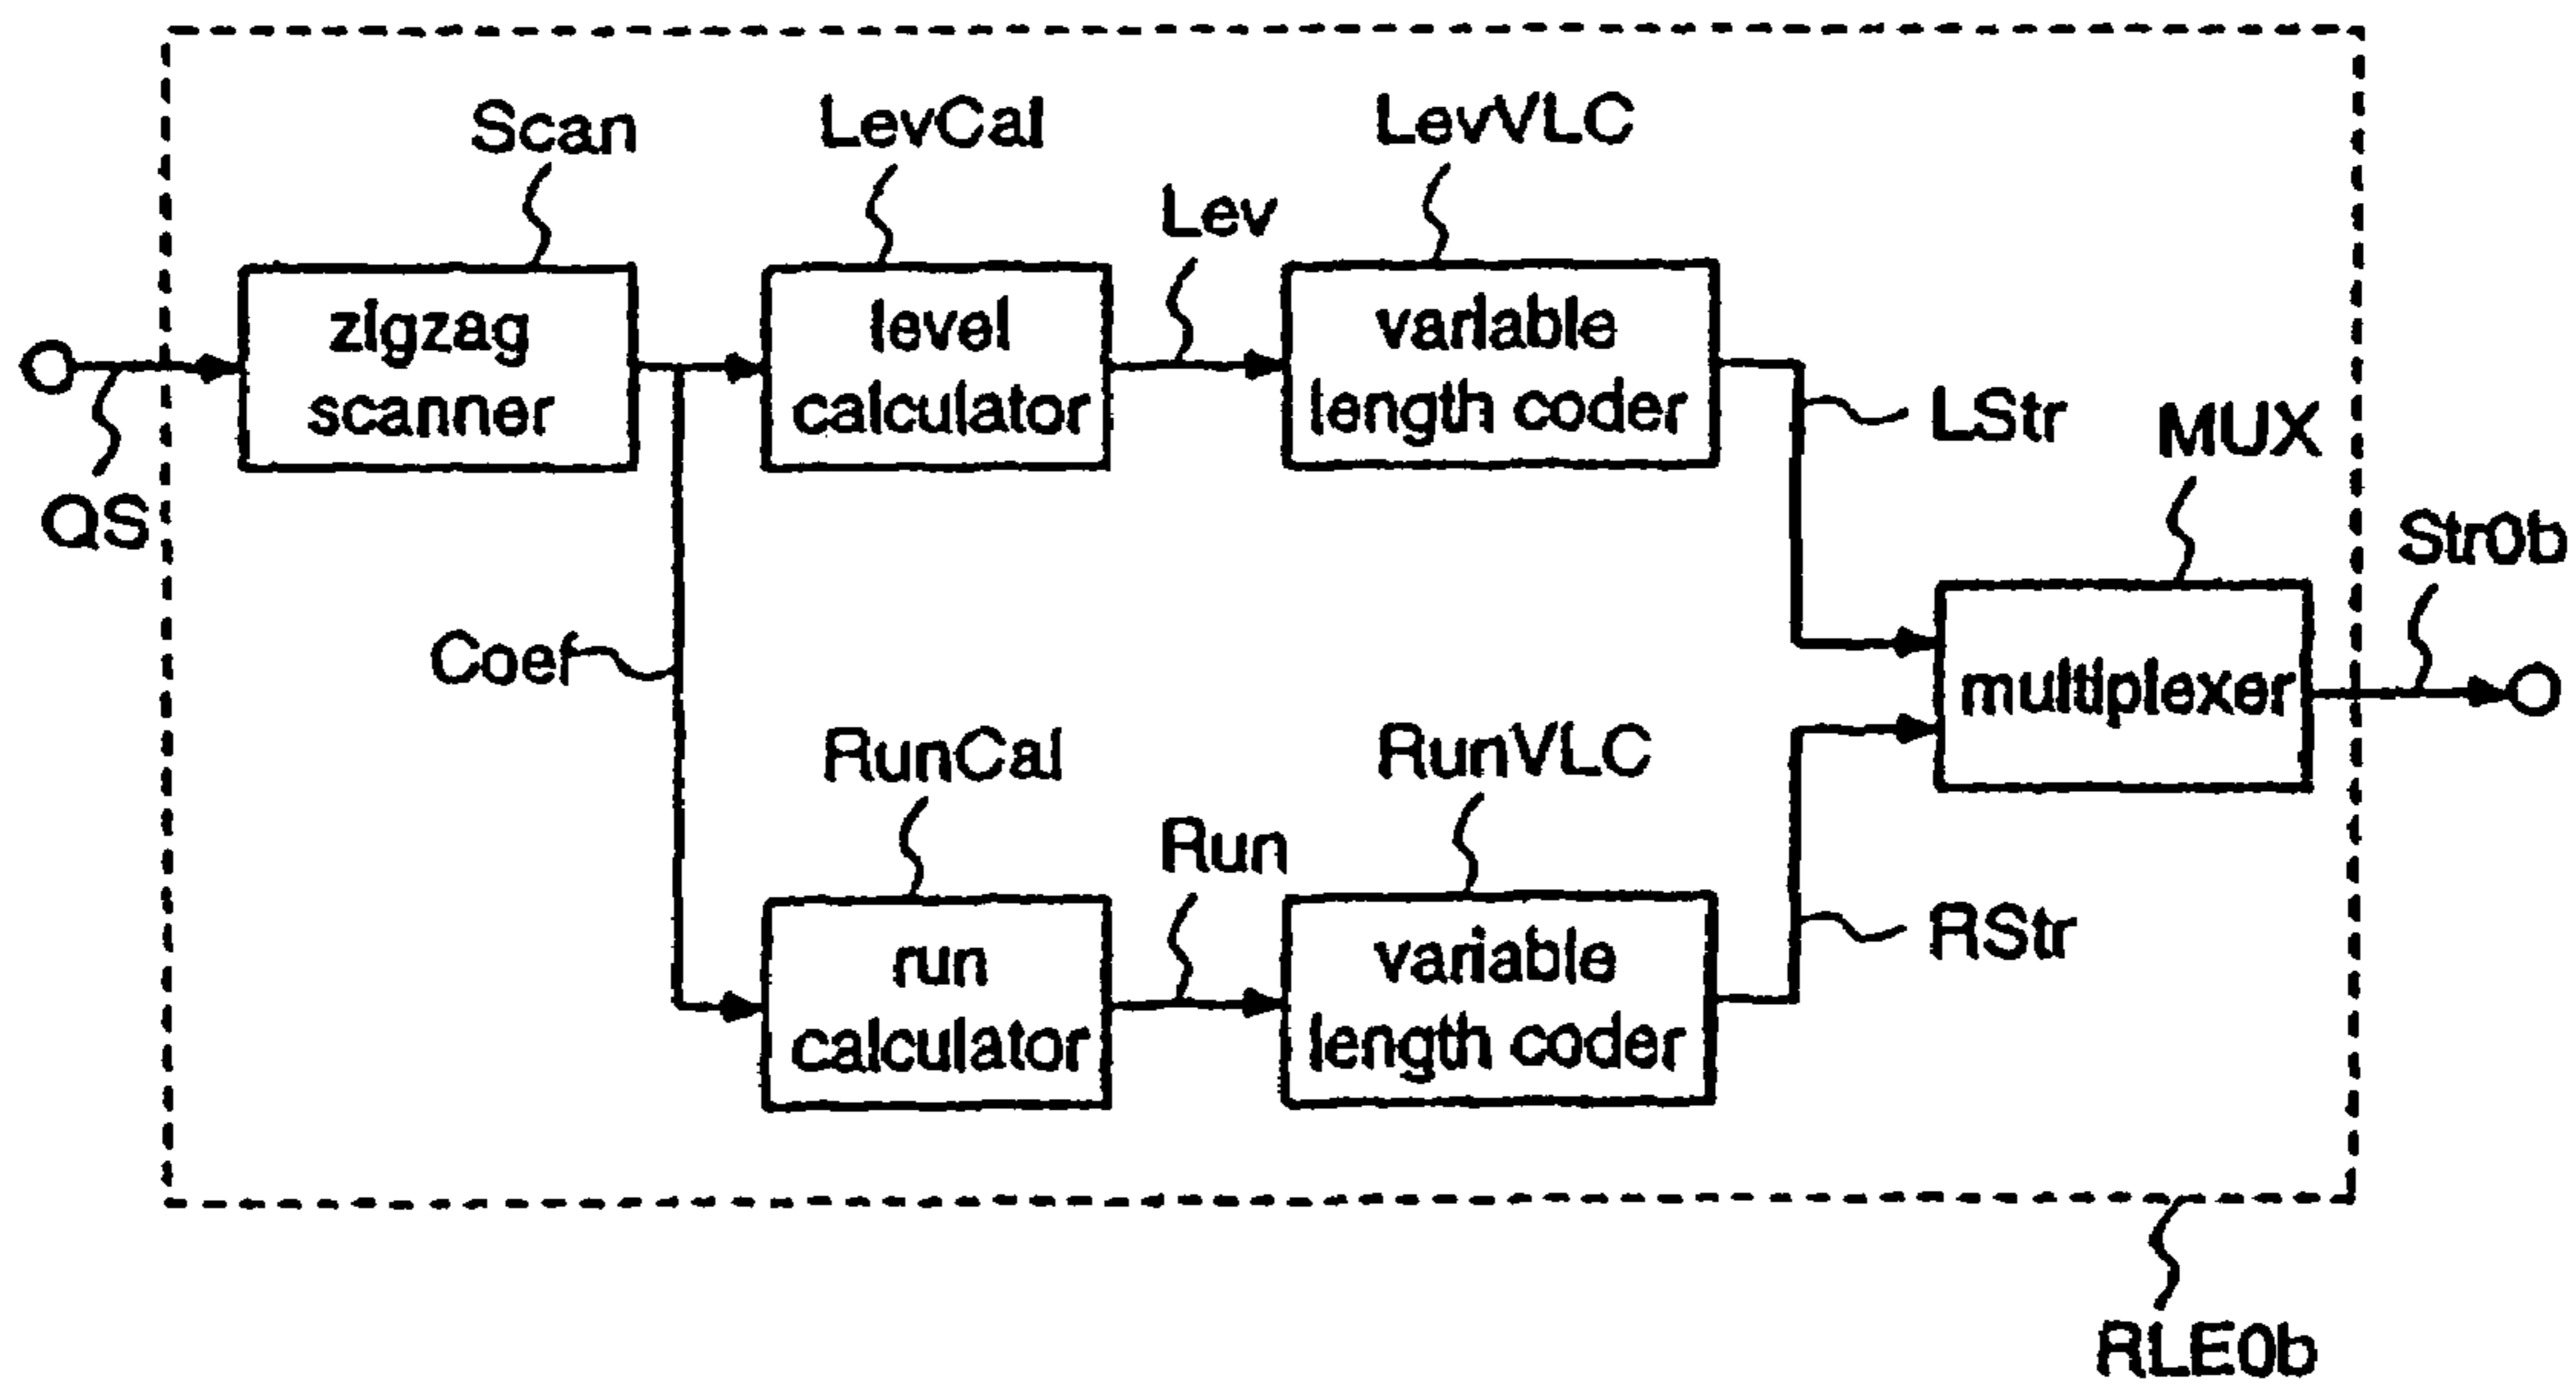 Scan
LevCal
LevVLC
Lev
zigzag
scanner
level
calculator
variable
length coder
LStr
MUX
QS
Str0b
Coef
multiplexer
RunCal
RunVLC
Run
run
calculator
variable
length coder
RStr
RLE0b